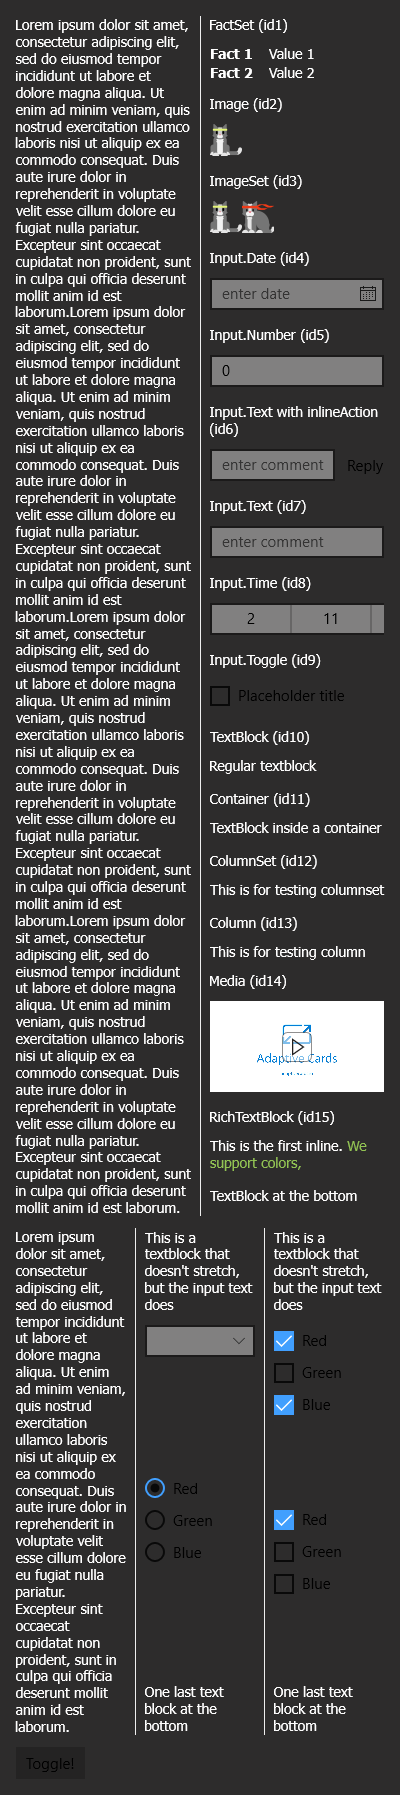 Lorem ipsum dolor sit amet,
consectetur adipiscing elit,
sed do eiusmod tempor
incididunt ut labore et
dolore magna aliqua. Ut
enim ad minim veniam, quis
nostrud exercitation ullamco
laboris nisi ut aliquip ex ea
commodo consequat. Duis
aute irure dolor in
reprehenderit in voluptate
velit esse cillum dolore eu
fugiat nulla pariatur.
Excepteur sint occaecat
cupidatat non proident, sunt
in culpa qui officia deserunt
mollit anim id est
laborum.Lorem ipsum dolor
sit amet, consectetur
adipiscing elit, sed do
eiusmod tempor incididunt
ut labore et dolore magna
aliqua. Ut enim ad minim
veniam, quis nostrud
exercitation ullamco laboris
nisi ut aliquip ex ea
commodo consequat. Duis
aute irure dolor in
reprehenderit in voluptate
velit esse cillum dolore eu
fugiat nulla pariatur.
Excepteur sint occaecat
cupidatat non proident, sunt
in culpa qui officia deserunt
mollit anim id est
laborum.Lorem ipsum dolor
sit amet, consectetur
adipiscing elit, sed do
eiusmod tempor incididunt
ut labore et dolore magna
aliqua. Ut enim ad minim
veniam, quis nostrud
exercitation ullamco laboris
nisi ut aliquip ex ea
commodo consequat. Duis
aute irure dolor in
reprehenderit in voluptate
velit esse cillum dolore eu
fugiat nulla pariatur.
Excepteur sint occaecat
cupidatat non proident, sunt
in culpa qui officia deserunt
mollit anim id est
laborum.Lorem ipsum dolor
sit amet, consectetur
adipiscing elit, sed do
eiusmod tempor incididunt
ut labore et dolore magna
aliqua. Ut enim ad minim
veniam, quis nostrud
exercitation ullamco laboris
nisi ut aliquip ex ea
commodo consequat. Duis
aute irure dolor in
reprehenderit in voluptate
velit esse cillum dolore eu
fugiat nulla pariatur.
Excepteur sint occaecat
cupidatat non proident, sunt
in culpa qui officia deserunt
mollit anim id est laborum.
FactSet (id1)
Fact 1 Value 1
Fact 2 Value 2
Image (id2)
ImageSet (id3)
Input.Date (id4)
enter date
Input.Number (id5)
0
Input.Text with inlineAction
(id6)
enter comment Reply
Input.Text (id7)
enter comment
Input.Time (id8)
2 11
Input.Toggle (id9)
Placeholder title
TextBlock (id10)
Regular textblock
Container (id11)
TextBlock inside a container
ColumnSet (id12)
This is for testing columnset
Column (id13)
This is for testing column
Media (id14)
Adaptive Cards
RichTextBlock (id15)
This is the first inline. We
support colors,
TextBlock at the bottom
Lorem ipsum
dolor sit amet,
consectetur
adipiscing elit,
sed do eiusmod
tempor incididunt
ut labore et
dolore magna
aliqua. Ut enim
ad minim veniam,
quis nostrud
exercitation
ullamco laboris
nisi ut aliquip ex
ea commodo
consequat. Duis
aute irure dolor in
reprehenderit in
voluptate velit
esse cillum dolore
eu fugiat nulla
pariatur.
Excepteur sint
occaecat
cupidatat non
proident, sunt in
culpa qui officia
deserunt mollit
anim id est
laborum.
This is a
textblock that
doesn't stretch,
but the input text
does
Red
Green
Blue
One last text
block at the
bottom
This is a
textblock that
doesn't stretch,
but the input text
does
Red
Green
Blue
Red
Green
Blue
One last text
block at the
bottom
Toggle!